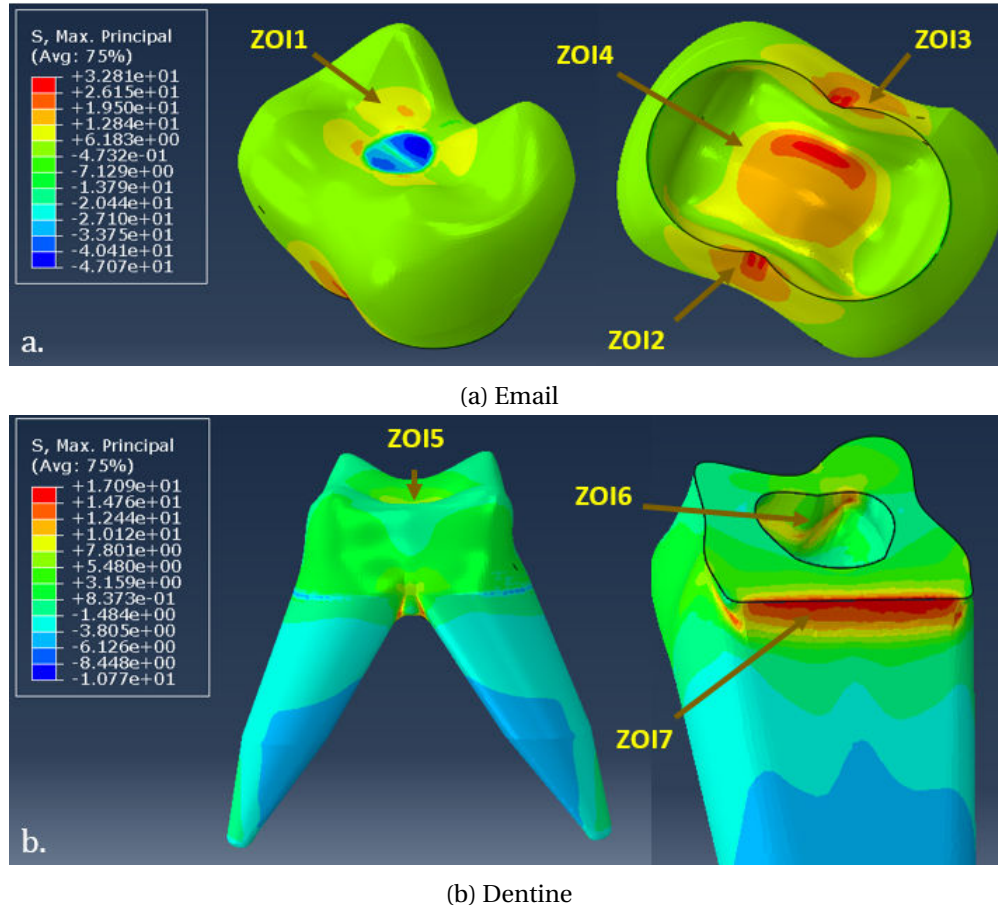 S, Max. Principal
(Avg: 75%)
+3.281e+01
+2.615e+01
+1.950e+01
+1.284e+01
+6.183e+00
-4.732e-01
-7.129e+00
-1.379e+01
-2.044e+01
-2.710e+01
-3.375e+01
-4.041e+01
-4.707e+01
ZOI1
ZOI4
ZOI3
ZOI2
a.
(a) Email
S, Max. Principal
(Avg: 75%)
+1.709e+01
+1.476e+01
+1.244e+01
+1.012e+01
+7.801e+00
+5.480e+00
+3.159e+00
+8.373e-01
-1.484e+00
-3.805e+00
-6.126e+00
-8.448e+00
-1.077e+01
ZOI5
ZOI6
ZOI7
b.
(b) Dentine